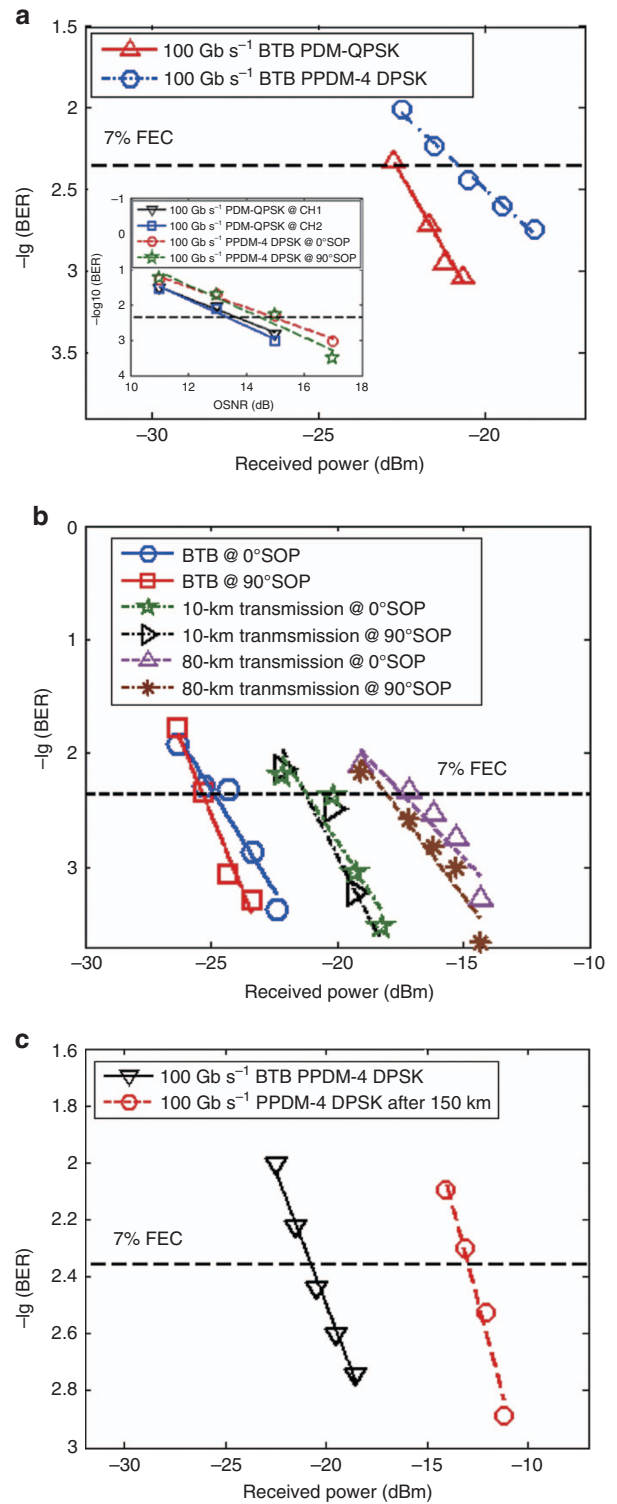 a
1.5
2
2.5
3
3.5
–lg (BER)
100 Gb s⁻¹ BTB PDM-QPSK
100 Gb s⁻¹ BTB PPDM-4 DPSK
7% FEC
–1
0
1
2
3
4
–log10 (BER)
100 Gb s⁻¹ PDM-QPSK @ CH1
100 Gb s⁻¹ PDM-QPSK @ CH2
100 Gb s⁻¹ PPDM-4 DPSK @ 0°SOP
100 Gb s⁻¹ PPDM-4 DPSK @ 90°SOP
10 12 14 16 18
OSNR (dB)
–30 –25 –20
Received power (dBm)
b
0
1
2
3
–lg (BER)
BTB @ 0°SOP
BTB @ 90°SOP
10-km tranmsmission @ 0°SOP
10-km tranmsmission @ 90°SOP
80-km tranmsmission @ 0°SOP
80-km tranmsmission @ 90°SOP
7% FEC
–30 –25 –20 –15 –10
Received power (dBm)
c
1.6
1.8
2
2.2
2.4
2.6
2.8
3
–lg (BER)
100 Gb s⁻¹ BTB PPDM-4 DPSK
100 Gb s⁻¹ PPDM-4 DPSK after 150 km
7% FEC
–30 –25 –20 –15 –10
Received power (dBm)